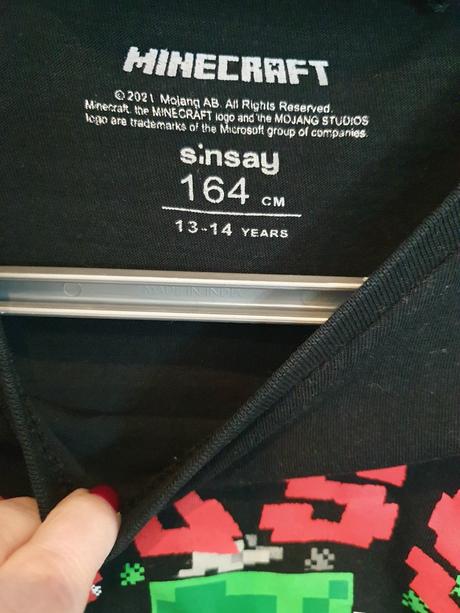 MINECRAFT
© 2021 Mojang AB. All Rights Reserved.
Minecraft, the MINECRAFT logo and the MOJANG STUDIOS
logo are trademarks of the Microsoft group of companies.
sinsay
164 CM
13-14 YEARS
MADE IN